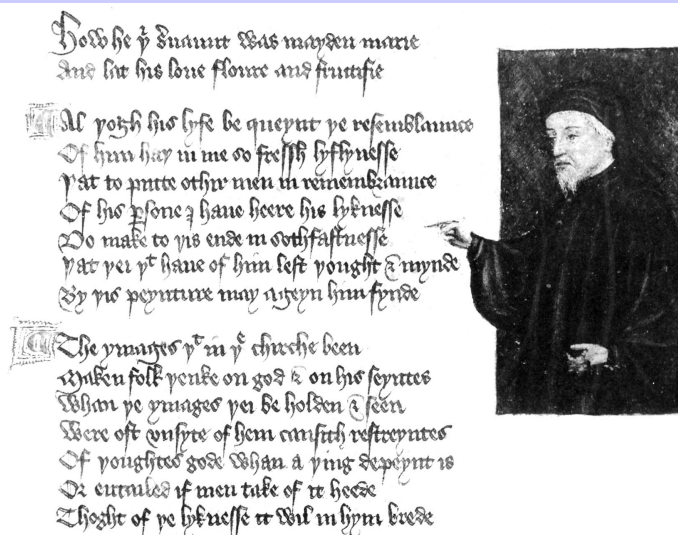 How he þͥ ẜuaunt was mayden marie
And lat his loue floure and fructifie
Al þogh his lyfe be queynt þe resemblaunce
Of him haþ in me so fressh lyflynesse
Þat to putte othir men in remembraunce
Of his ꝑsone I haue heere his lyknesse
Do make to þis ende in sothfastnesse
Þat þei þͭ haue of him left þought & mynde
By þis peynture may ageyn him fynde
The ymages þͭ in þͤ chirche been
Maken folk þenke on god & on his seyntes
Whan þe ymages þei be holden & seen
Were oft vnsyte of hem causith restreyntes
Of þoughtes gode whan a þing depeynt is
Or entailed if men take of it heede
Thoght of þe lyknesse it wil in hym brede